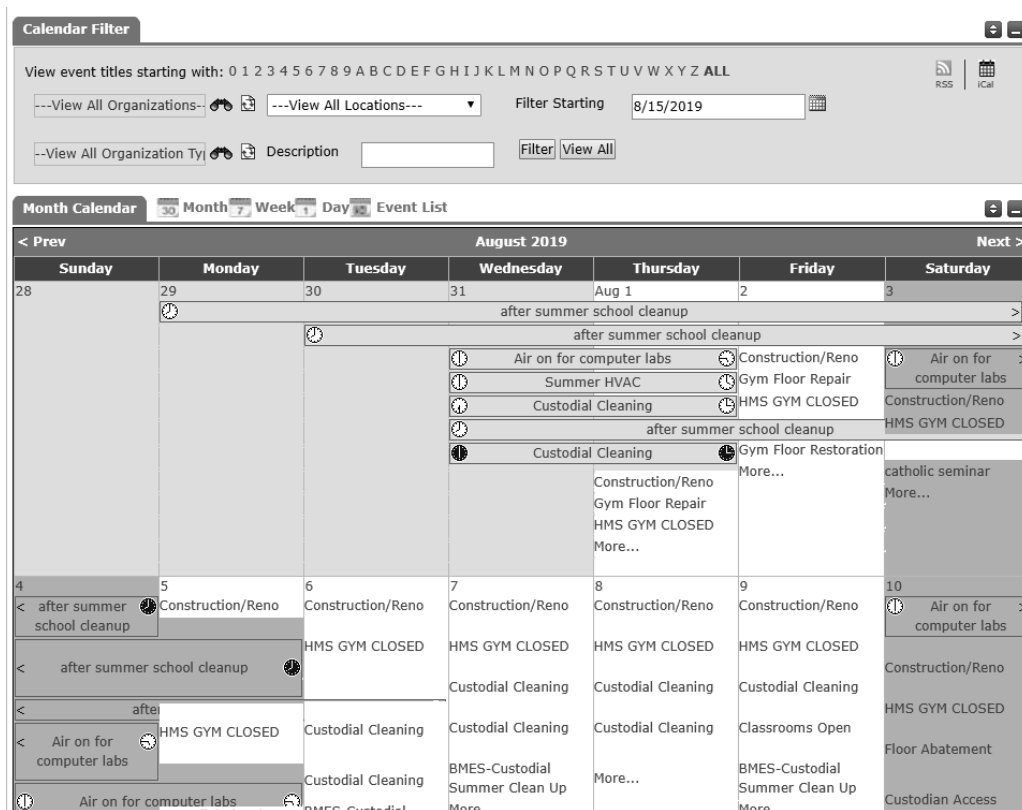 Calendar Filter
View event titles starting with: 0 1 2 3 4 5 6 7 8 9 A B C D E F G H I J K L M N O P Q R S T U V W X Y Z ALL
RSS
iCal
---View All Organizations--
---View All Locations---
Filter Starting
8/15/2019
--View All Organization Ty
Description
Filter
View All
Month Calendar
30 Month
7 Week
1 Day
Event List
< Prev
August 2019
Next >
Sunday Monday Tuesday Wednesday Thursday Friday Saturday
28 29 30 31 Aug 1 2 3
after summer school cleanup >
after summer school cleanup >
Air on for computer labs
Summer HVAC
Custodial Cleaning
after summer school cleanup
Custodial Cleaning
Construction/Reno
Gym Floor Repair
HMS GYM CLOSED
More...
Construction/Reno
Gym Floor Repair
HMS GYM CLOSED
Gym Floor Restoration
More...
Air on for
computer labs
Construction/Reno
HMS GYM CLOSED
catholic seminar
More...
4 5 6 7 8 9 10
< after summer
school cleanup
< after summer school cleanup
<
< Air on for
computer labs
Air on for computer labs
Construction/Reno
HMS GYM CLOSED
Construction/Reno
HMS GYM CLOSED
Custodial Cleaning
Custodial Cleaning
BMES-Custodial
Construction/Reno
HMS GYM CLOSED
Custodial Cleaning
Custodial Cleaning
BMES-Custodial
Summer Clean Up
More
Construction/Reno
HMS GYM CLOSED
Custodial Cleaning
Custodial Cleaning
More...
Construction/Reno
HMS GYM CLOSED
Custodial Cleaning
Classrooms Open
BMES-Custodial
Summer Clean Up
More
Air on for
computer labs
Construction/Reno
HMS GYM CLOSED
Floor Abatement
Custodian Access